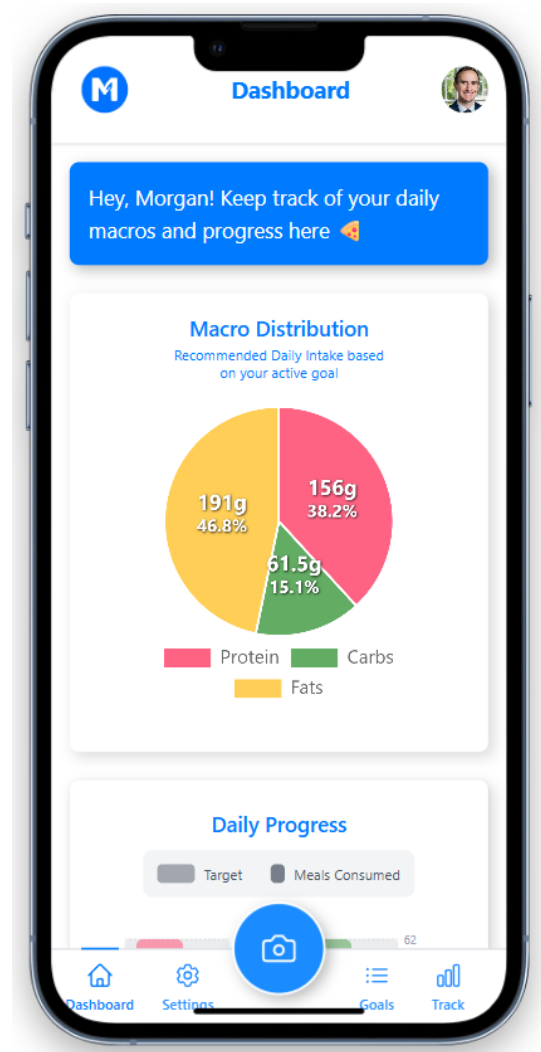 M
Dashboard
Hey, Morgan! Keep track of your daily
macros and progress here 🍕
Macro Distribution
Recommended Daily Intake based
on your active goal
156g
38.2%
191g
46.8%
61.5g
15.1%
Protein
Carbs
Fats
Daily Progress
Target
Meals Consumed
62
Dashboard
Settings
Goals
Track